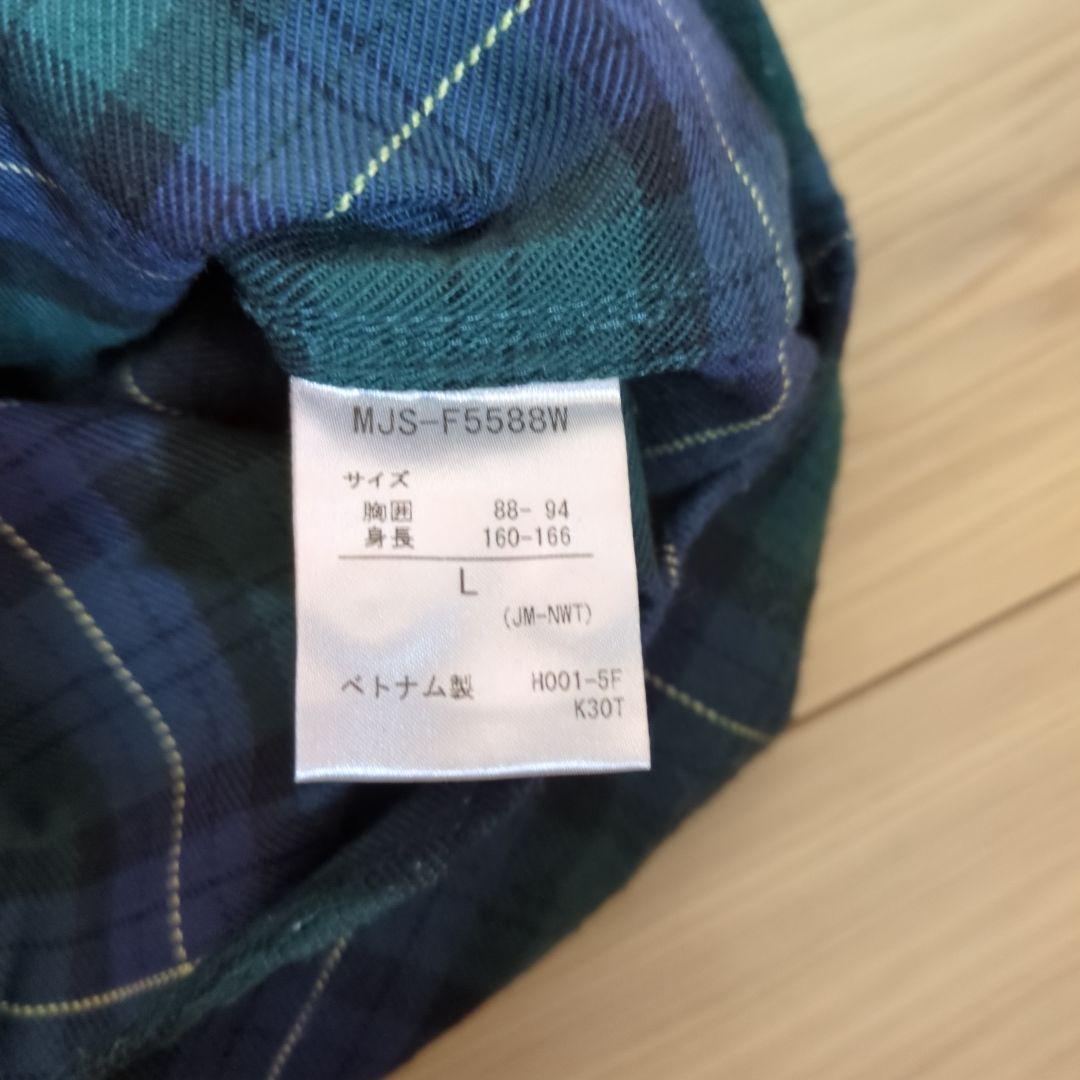 MJS-F5588W
サイズ
胸囲 88- 94
身長 160-166
L
(JM-NWT)
ベトナム製 H001-5F
K30T